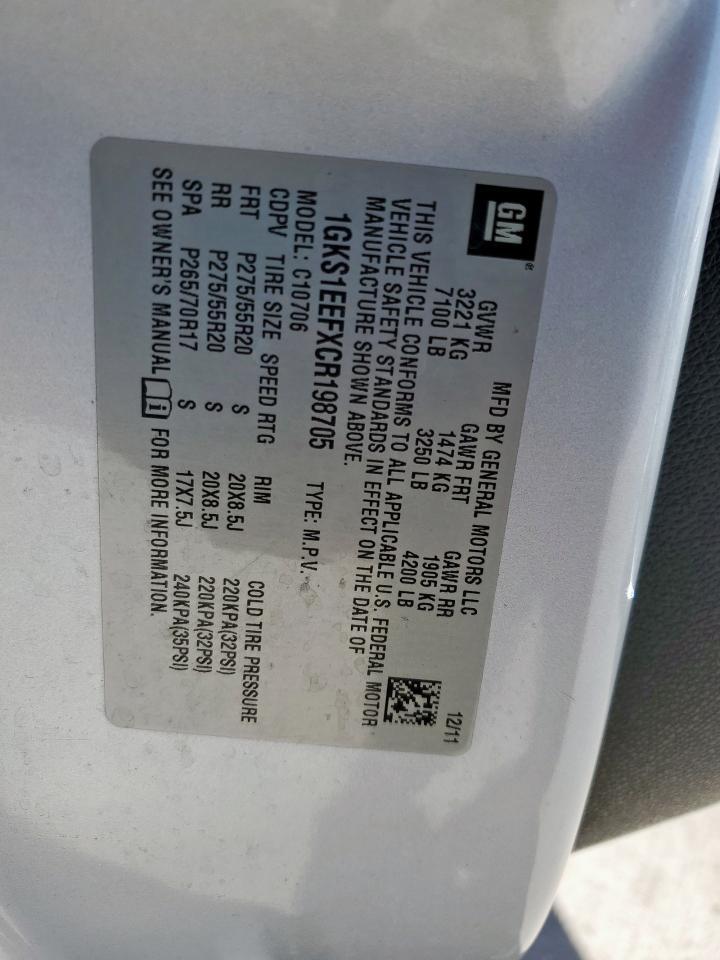 GM®
MFD BY GENERAL MOTORS LLC 12/11
GVWR GAWR FRT GAWR RR
3221 KG 1474 KG 1905 KG
7100 LB 3250 LB 4200 LB
THIS VEHICLE CONFORMS TO ALL APPLICABLE U.S. FEDERAL MOTOR
VEHICLE SAFETY STANDARDS IN EFFECT ON THE DATE OF
MANUFACTURE SHOWN ABOVE.
1GKS1EEFXCR198705 TYPE: M.P.V.
MODEL: C10706
CDPV TIRE SIZE SPEED RTG RIM COLD TIRE PRESSURE
FRT P275/55R20 S 20X8.5J 220KPA(32PSI)
RR P275/55R20 S 20X8.5J 220KPA(32PSI)
SPA P265/70R17 S 17X7.5J 240KPA(35PSI)
SEE OWNER'S MANUAL i FOR MORE INFORMATION.